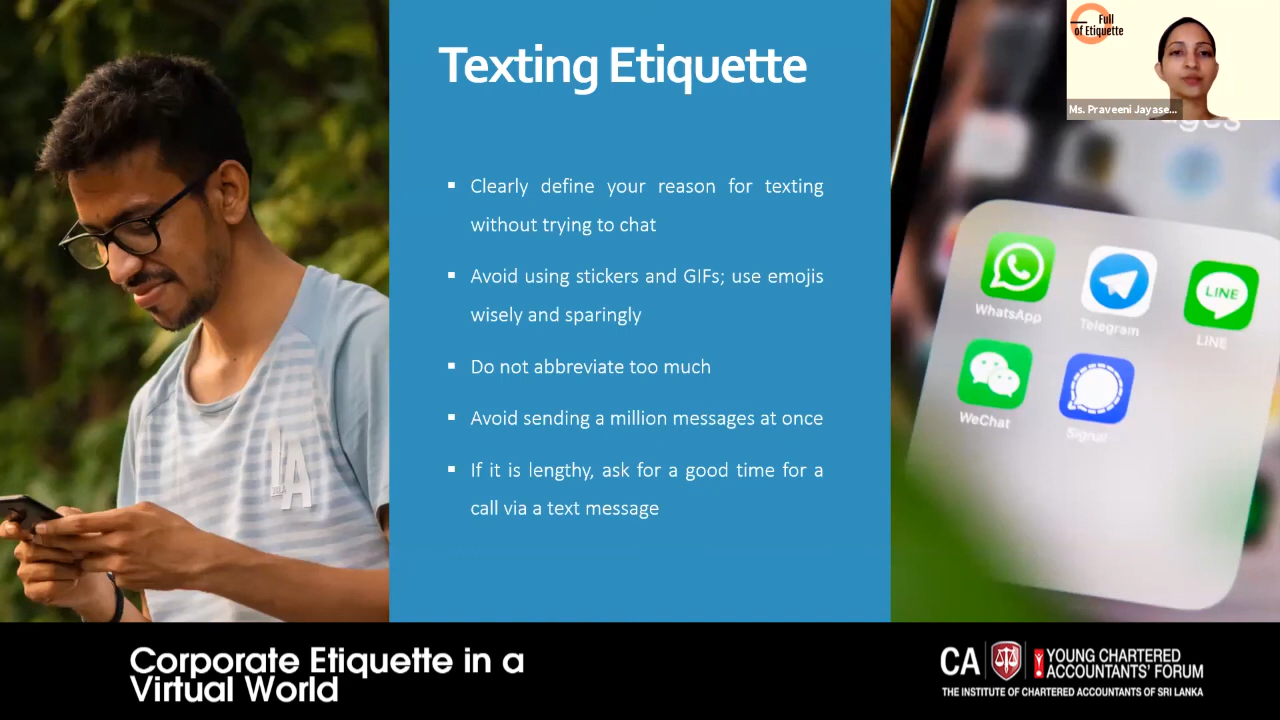 Texting Etiquette
Full
of Etiquette
Ms. Praveeni Jayase...
Clearly define your reason for texting
without trying to chat
Avoid using stickers and GIFs; use emojis
wisely and sparingly
Do not abbreviate too much
Avoid sending a million messages at once
If it is lengthy, ask for a good time for a
call via a text message
WhatsApp
Telegram
LINE
LINE
WeChat
Signal
Corporate Etiquette in a
Virtual World
CA
YOUNG CHARTERED
ACCOUNTANTS' FORUM
THE INSTITUTE OF CHARTERED ACCOUNTANTS OF SRI LANKA